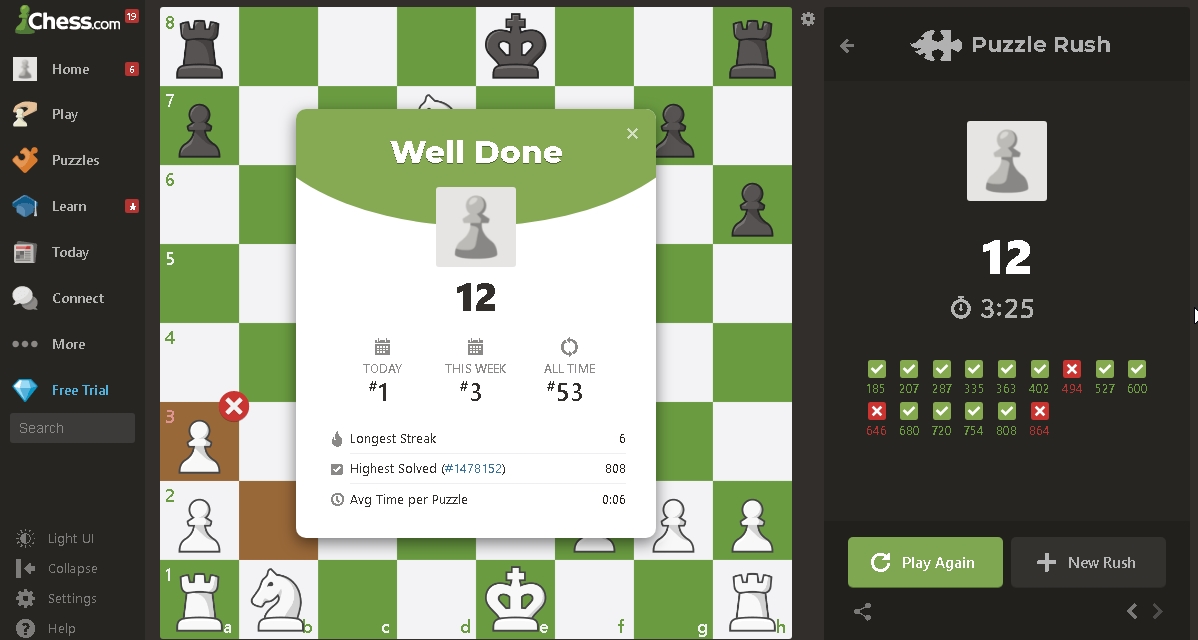 Chess.com 19
Home 6
Play
Puzzles
Learn
Today
Connect
More
Free Trial
Search
Light UI
Collapse
Settings
Help
8
7
6
5
4
3
2
1
a
b
c
d
e
f
g
h
Well Done
12
TODAY THIS WEEK ALL TIME
#1 #3 #53
Longest Streak 6
Highest Solved (#1478152) 808
Avg Time per Puzzle 0:06
Puzzle Rush
12
3:25
185 207 287 335 363 402 494 527 600
646 680 720 754 808 864
Play Again
New Rush